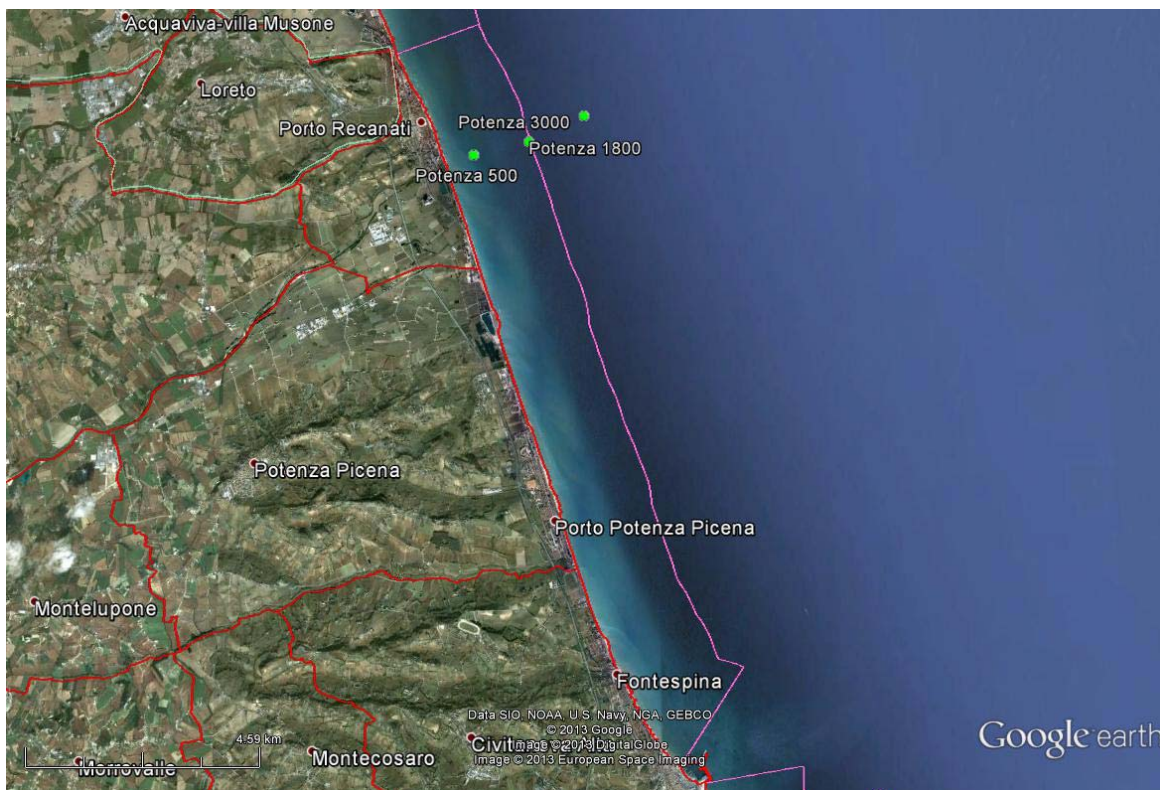 Acquaviva-villa Musone
Loreto
Porto Recanati
Potenza 3000
Potenza 1800
Potenza 500
Potenza Picena
Porto Potenza Picena
Montelupone
Fontespina
Data SIO, NOAA, U.S. Navy, NGA, GEBCO
© 2013 Google
Image © 2013 DigitalGlobe
Image © 2013 European Space Imaging
4.59 km
Montecosaro
Morrovalle
Google earth